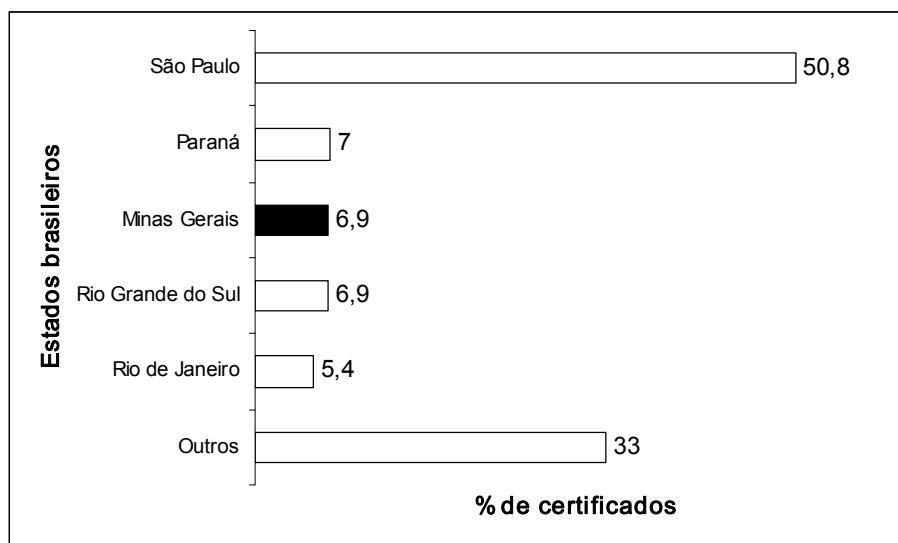 Estados brasileiros
São Paulo 50,8
Paraná 7
Minas Gerais 6,9
Rio Grande do Sul 6,9
Rio de Janeiro 5,4
Outros 33
% de certificados